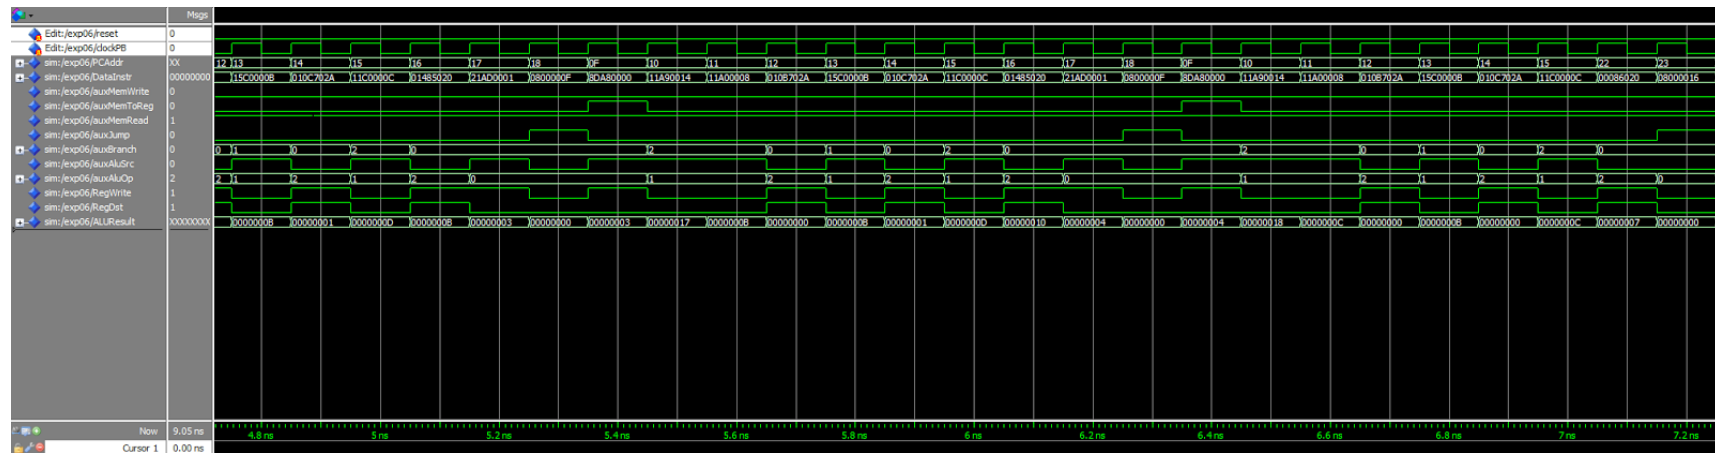 Msgs
Edit:/exp06/reset 0
Edit:/exp06/clockPB 0
sim:/exp06/PCAddr XX 12 13 14 15 16 17 18 0F 10 11 12 13 14 15 16 17 18 0F 10 11 12 13 14 15 22 23
sim:/exp06/DataInstr 00000000 15C0000B 010C702A 11C0000C 01485020 21AD0001 0800000F 8DA80000 11A90014 11A00008 010B702A 15C0000B 010C702A 11C0000C 01485020 21AD0001 0800000F 8DA80000 11A90014 11A00008 010B702A 15C0000B 010C702A 11C0000C 00086020 08000016
sim:/exp06/auxMemWrite 0
sim:/exp06/auxMemToReg 0
sim:/exp06/auxMemRead 1
sim:/exp06/auxJump 0
sim:/exp06/auxBranch 0 0 1 0 2 0 2 0 1 0 2 0 2 0 1 0 2 0
sim:/exp06/auxAluSrc 0
sim:/exp06/auxAluOp 2 2 1 2 1 2 0 1 2 1 2 1 2 0 1 2 1 2 1 2 0
sim:/exp06/RegWrite 1
sim:/exp06/RegDst 1
sim:/exp06/ALUResult XXXXXXXX 0000000B 00000001 0000000D 0000000B 00000003 00000000 00000003 00000017 0000000C 00000000 0000000B 00000001 0000000D 00000010 00000004 00000000 00000004 00000018 0000000C 00000000 0000000B 00000000 0000000C 00000007 00000000
Now 9.05 ns 4.8 ns 5 ns 5.2 ns 5.4 ns 5.6 ns 5.8 ns 6 ns 6.2 ns 6.4 ns 6.6 ns 6.8 ns 7 ns 7.2 ns
Cursor 1 0.00 ns